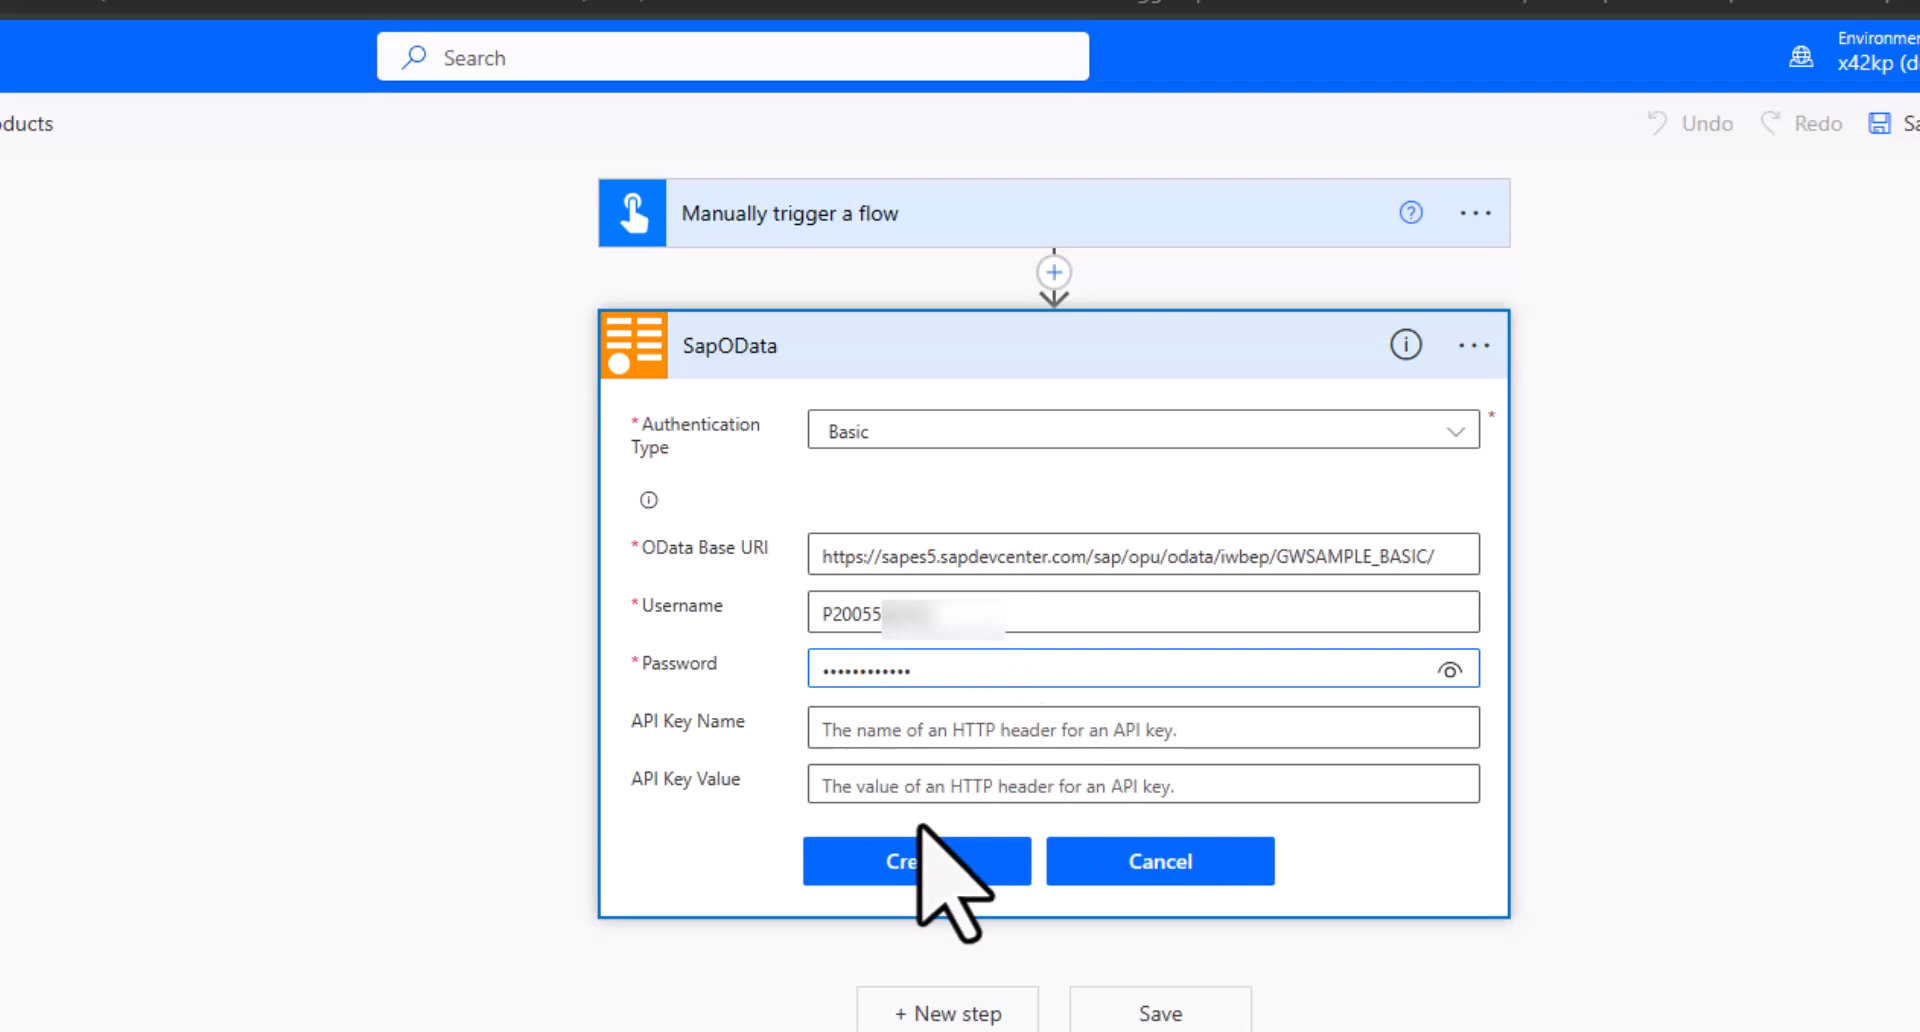 Search
Environmen
x42kp (d
ducts
Undo
Redo
Sa
Manually trigger a flow
SapOData
* Authentication
Type
Basic
*
* OData Base URI
https://sapes5.sapdevcenter.com/sap/opu/odata/iwbep/GWSAMPLE_BASIC/
* Username
P20055
* Password
••••••••••••
API Key Name
The name of an HTTP header for an API key.
API Key Value
The value of an HTTP header for an API key.
Cre
Cancel
+ New step
Save